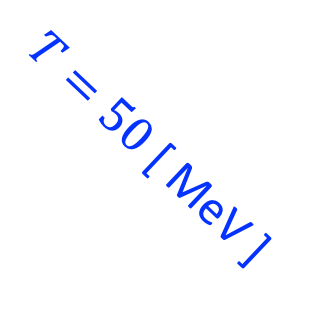 T = 50 [ MeV ]